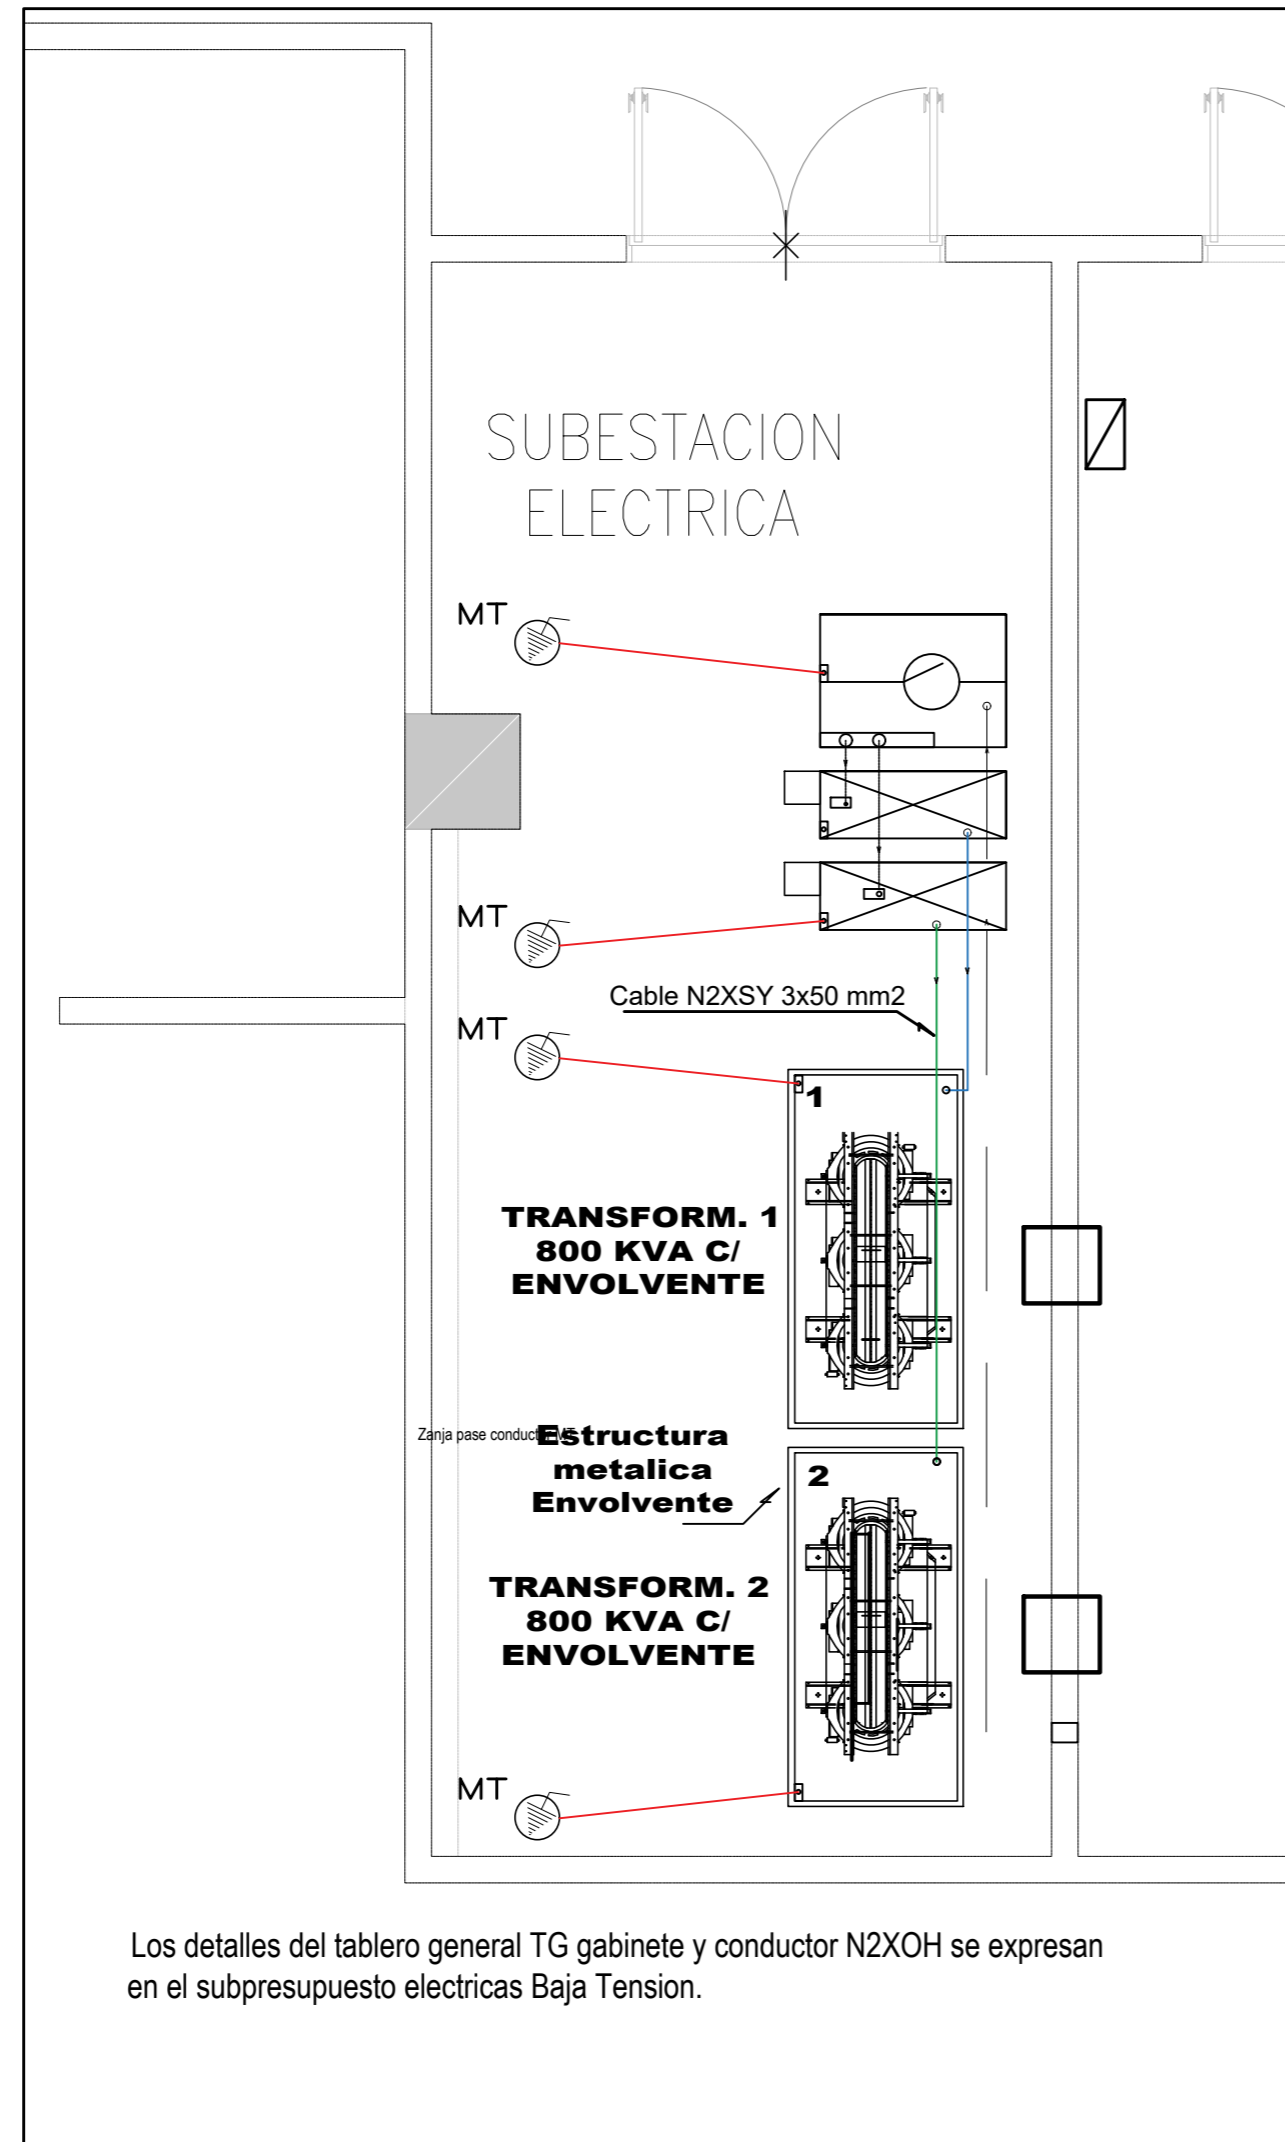 SUBESTACION
ELECTRICA
MT
MT
Cable N2XSY 3x50 mm2
MT
1
TRANSFORM. 1
800 KVA C/
ENVOLVENTE
Zanja pase conductor MT
Estructura
metalica
Envolvente
2
TRANSFORM. 2
800 KVA C/
ENVOLVENTE
MT
Los detalles del tablero general TG gabinete y conductor N2XOH se expresan
en el subpresupuesto electricas Baja Tension.